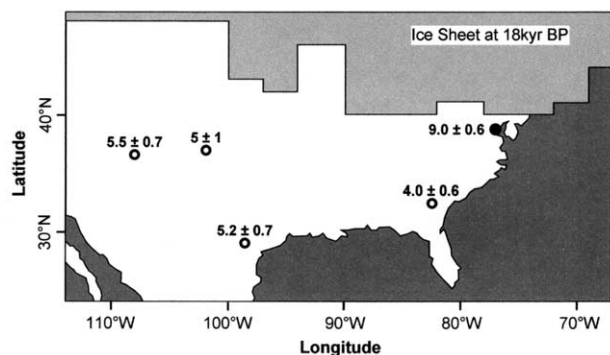 Ice Sheet at 18kyr BP
40°N
9.0 ± 0.6
5.5 ± 0.7
5 ± 1
Latitude
4.0 ± 0.6
30°N
5.2 ± 0.7
110°W 100°W 90°W 80°W 70°W
Longitude